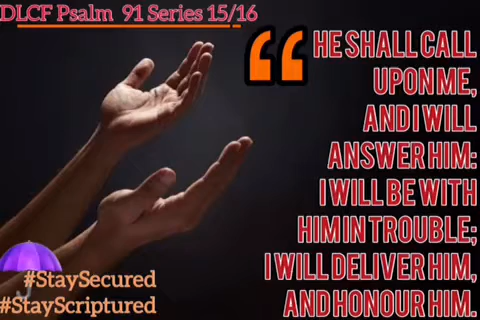 DLCF Psalm 91 Series 15/16
“
HE SHALL CALL
UPON ME,
AND I WILL
ANSWER HIM:
I WILL BE WITH
HIM IN TROUBLE;
I WILL DELIVER HIM,
AND HONOUR HIM.
#StaySecured
#StayScriptured